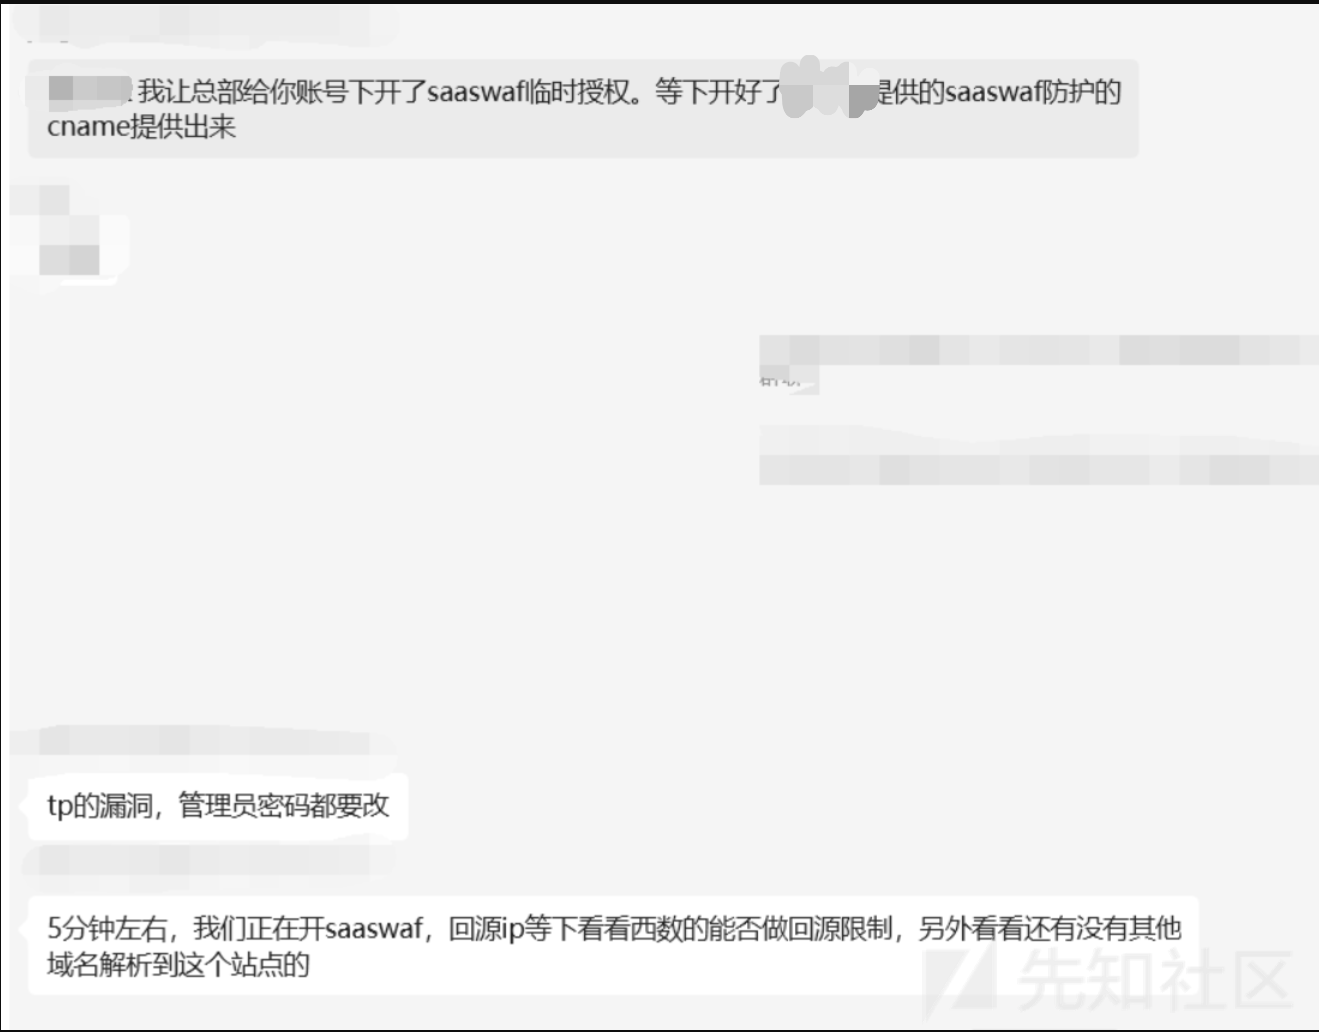 我让总部给你账号下开了saaswaf临时授权。等下开好了 提供的saaswaf防护的
cname提供出来
tp的漏洞，管理员密码都要改
5分钟左右，我们正在开saaswaf，回源ip等下看看西数的能否做回源限制，另外看看还有没有其他
域名解析到这个站点的
先知社区